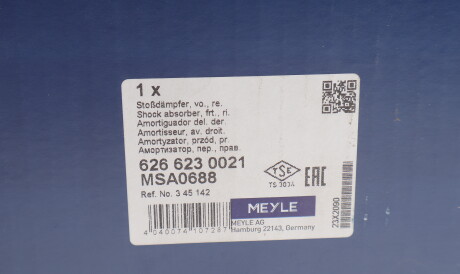 1 x
Stoßdämpfer, vo., re.
Shock absorber, frt., ri.
Amortiguador del. der.
Amortisseur, av. droit.
Amortyzator, przód, pr.
Амортизатор, пер., прав.
626 623 0021
MSA0688
Ref. No. 3 45 142
TSE
TS 3034
EAC
MEYLE
MEYLE AG
Hamburg 22143, Germany
23X2090